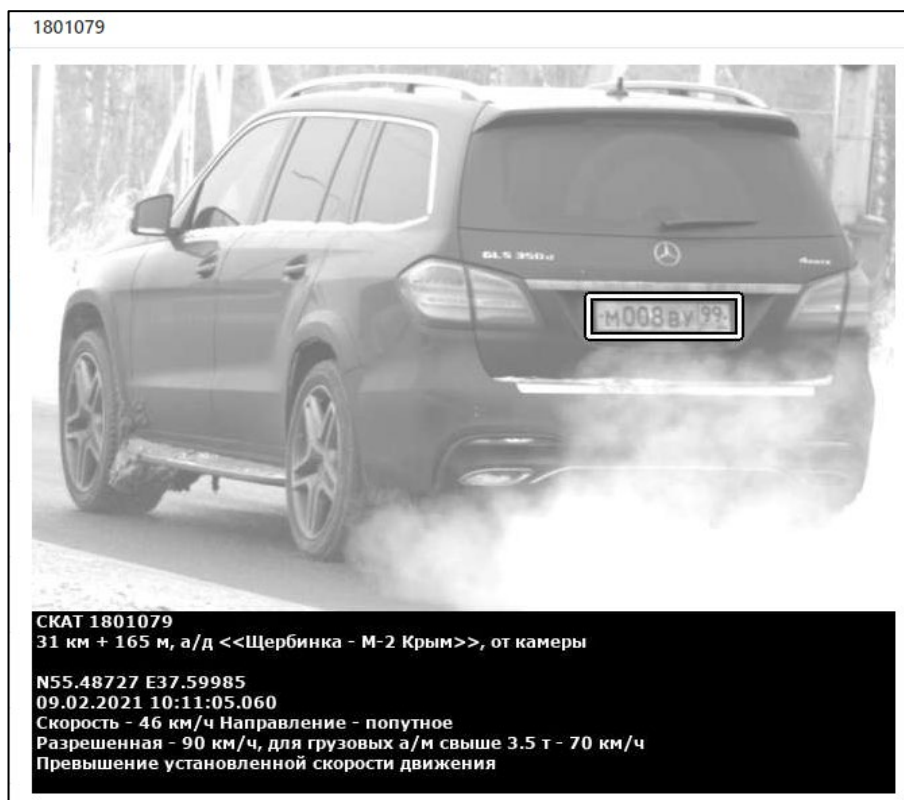 1801079
GLS 350d
4MATIC
М008ВУ 99
СКАТ 1801079
31 км + 165 м, а/д <<Щербинка - М-2 Крым>>, от камеры
N55.48727 E37.59985
09.02.2021 10:11:05.060
Скорость - 46 км/ч Направление - попутное
Разрешенная - 90 км/ч, для грузовых а/м свыше 3.5 т - 70 км/ч
Превышение установленной скорости движения